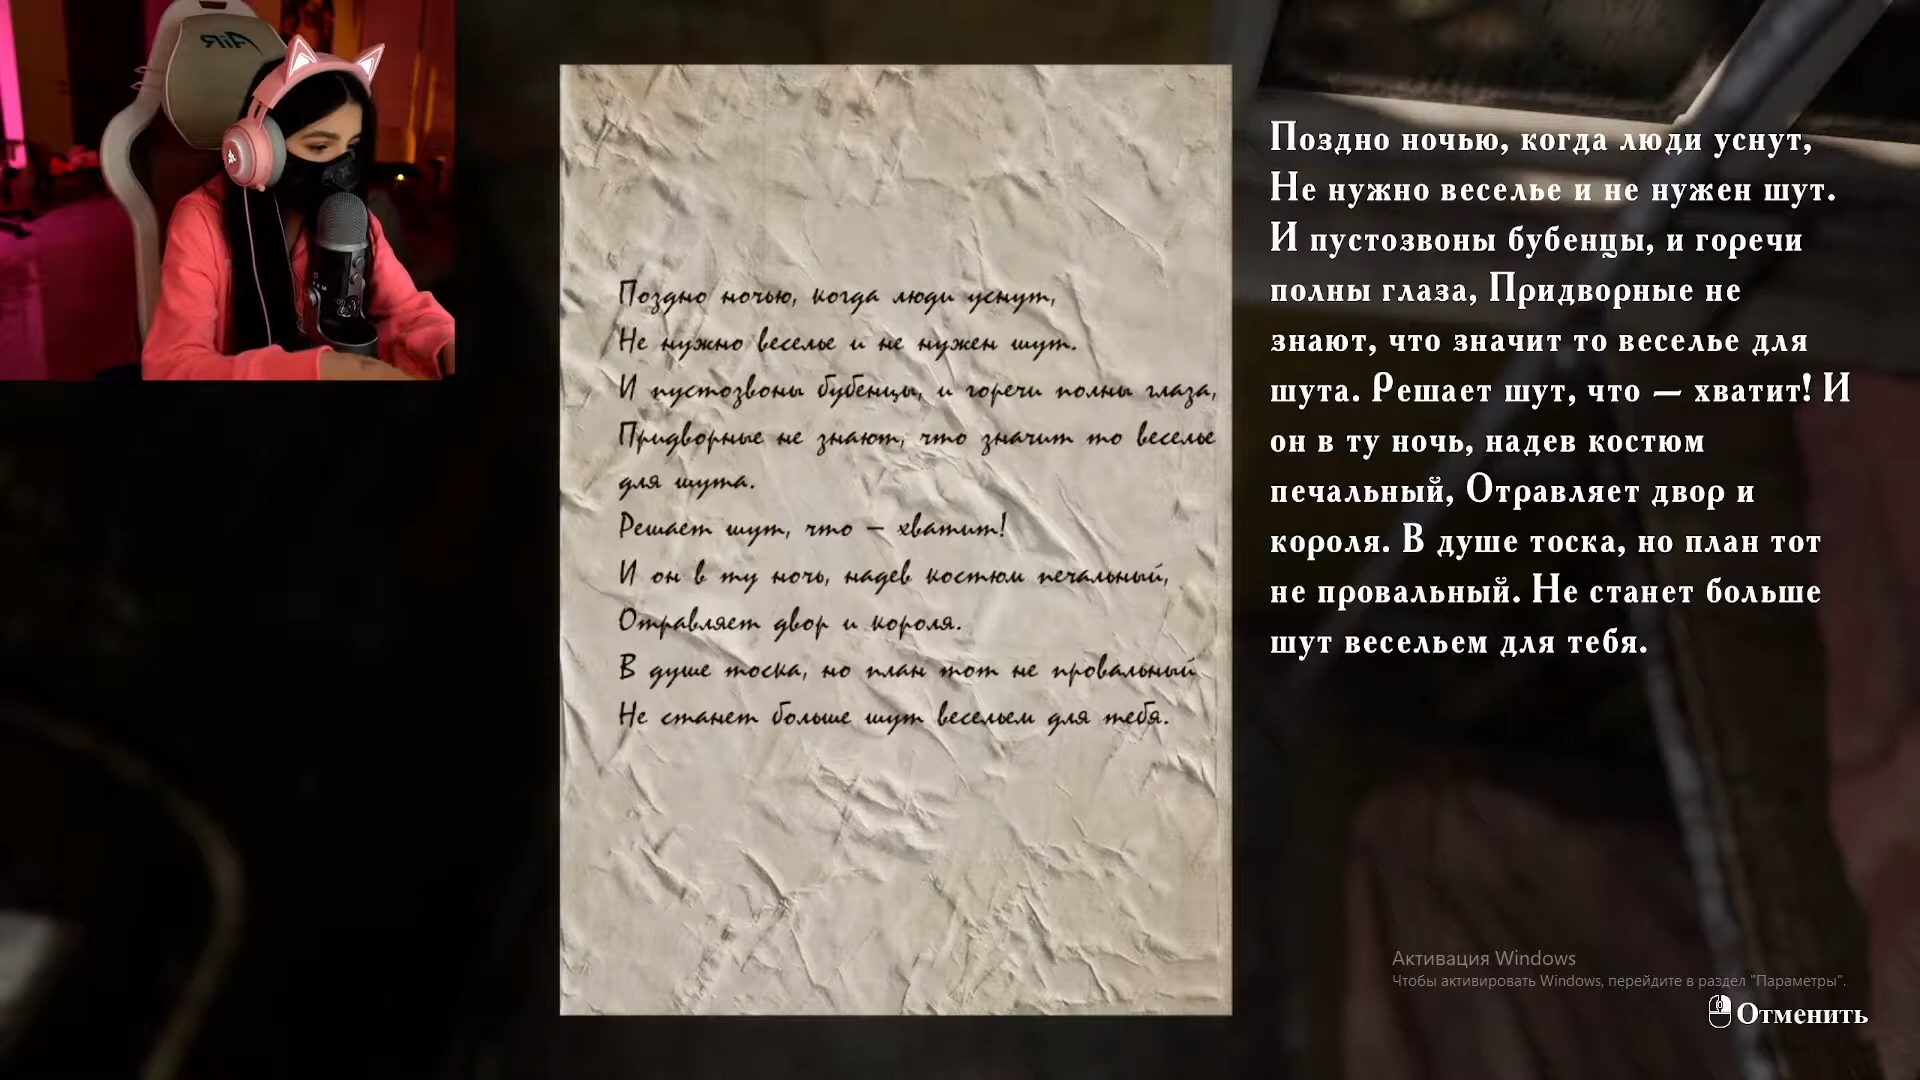 AiR
Поздно ночью, когда люди уснут,
Не нужно веселье и не нужен шут.
И пустозвоны бубенцы, и горечи полны глаза,
Придворные не знают, что значит то веселье
для шута.
Решает шут, что — хватит!
И он в ту ночь, надев костюм печальный,
Отравляет двор и короля.
В душе тоска, но план тот не провальный
Не станет больше шут весельем для тебя.
Поздно ночью, когда люди уснут,
Не нужно веселье и не нужен шут.
И пустозвоны бубенцы, и горечи
полны глаза, Придворные не
знают, что значит то веселье для
шута. Решает шут, что — хватит! И
он в ту ночь, надев костюм
печальный, Отравляет двор и
короля. В душе тоска, но план тот
не провальный. Не станет больше
шут весельем для тебя.
Активация Windows
Чтобы активировать Windows, перейдите в раздел "Параметры".
Отменить